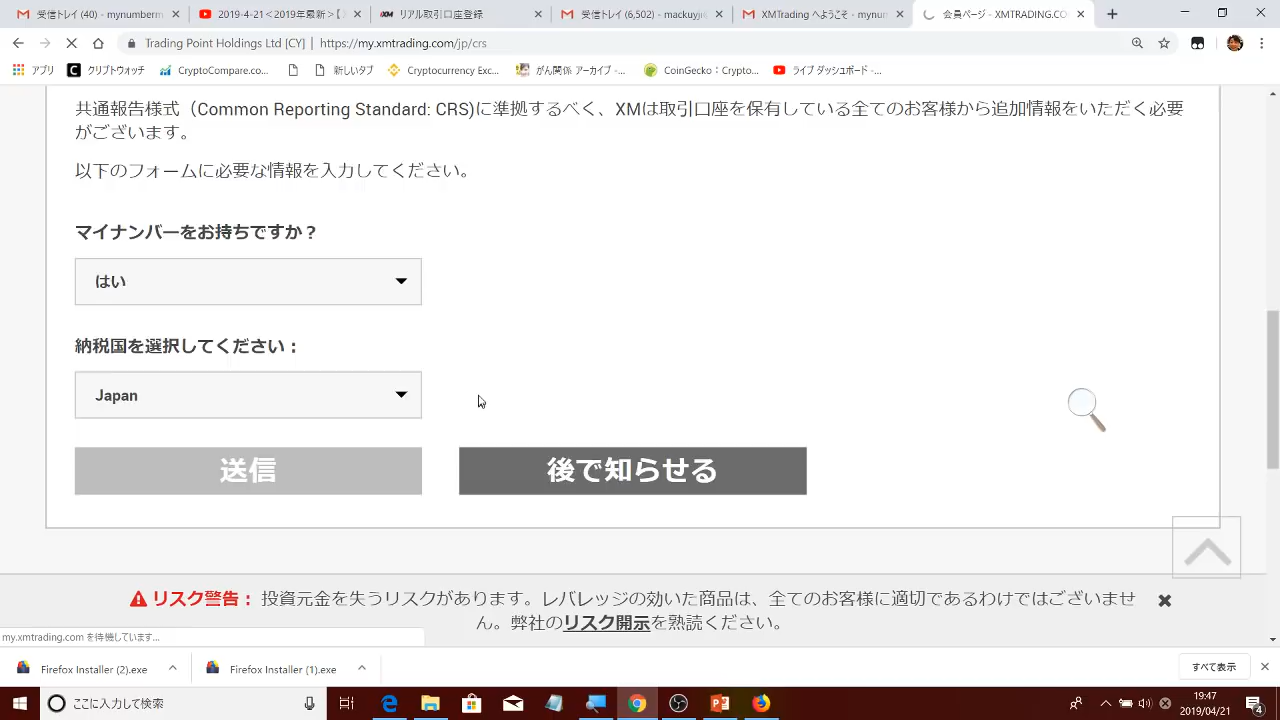 受信トレイ (40) - mynumberm
2019-4-21<2019年最新>【X
リアル取引口座登録
受信トレイ (6,502) - mackuyjk
XMTrading へようこそ - mynun
会員ページ - XMTRADING.CO
Trading Point Holdings Ltd [CY] | https://my.xmtrading.com/jp/crs
アプリ クリプトウォッチ CryptoCompare.co... 新しいタブ Cryptocurrency Exc... がん関係 アーカイブ -... CoinGecko：Crypto... ライブ ダッシュボード -...
共通報告様式（Common Reporting Standard: CRS)に準拠するべく、XMは取引口座を保有している全てのお客様から追加情報をいただく必要
がございます。
以下のフォームに必要な情報を入力してください。
マイナンバーをお持ちですか？
はい
納税国を選択してください：
Japan
送信 後で知らせる
リスク警告： 投資元金を失うリスクがあります。レバレッジの効いた商品は、全てのお客様に適切であるわけではございませ
ん。弊社のリスク開示を熟読ください。
my.xmtrading.com を待機しています...
Firefox Installer (2).exe Firefox Installer (1).exe すべて表示
ここに入力して検索
19:47
2019/04/21
4